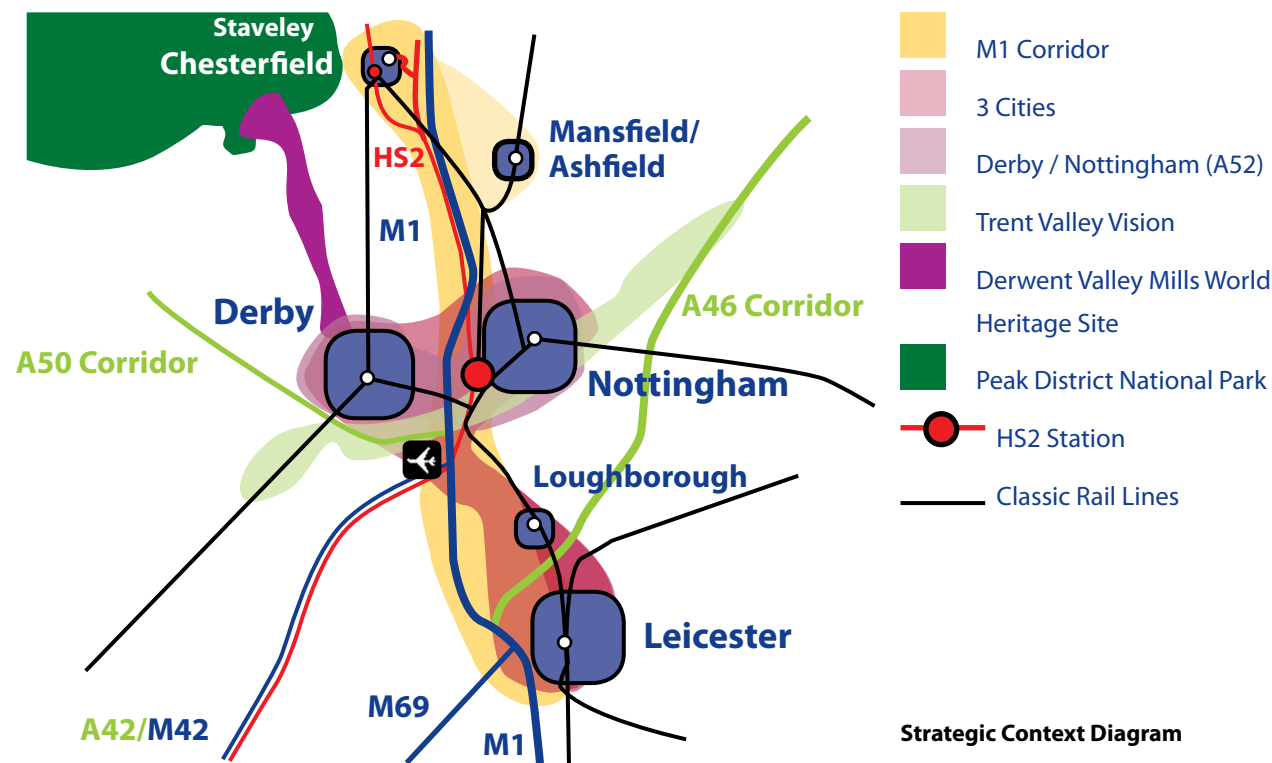 Staveley
Chesterfield
Mansfield/
Ashfield
HS2
M1
Derby
A46 Corridor
A50 Corridor
Nottingham
Loughborough
Leicester
M69
A42/M42
M1
M1 Corridor
3 Cities
Derby / Nottingham (A52)
Trent Valley Vision
Derwent Valley Mills World
Heritage Site
Peak District National Park
HS2 Station
Classic Rail Lines
Strategic Context Diagram